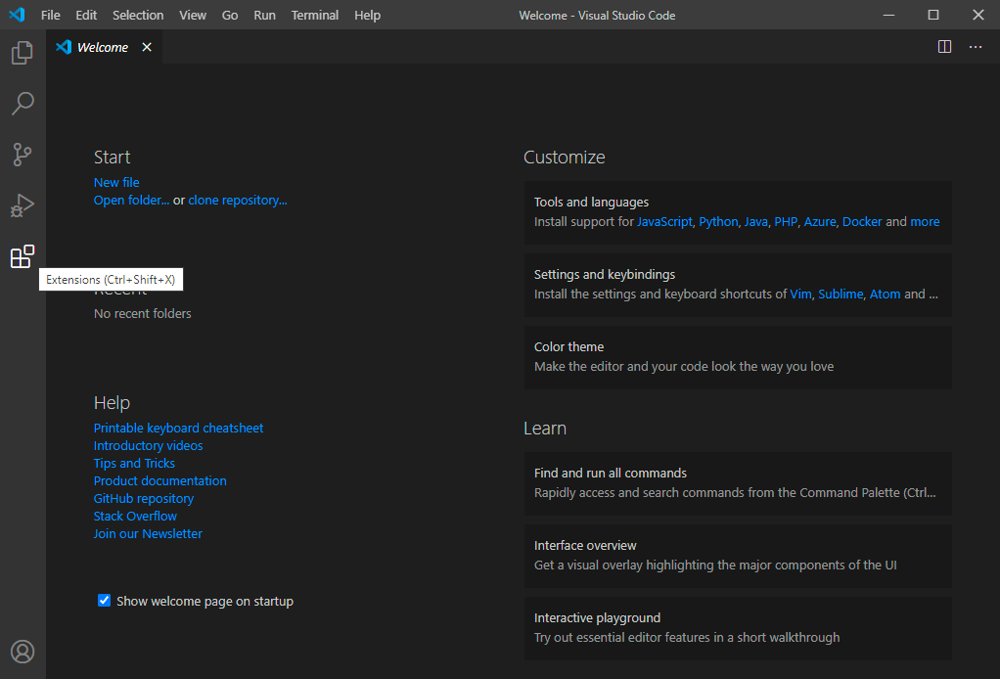 File Edit Selection View Go Run Terminal Help
Welcome - Visual Studio Code
Welcome
Start
New file
Open folder... or clone repository...
Extensions (Ctrl+Shift+X)
Recent
No recent folders
Help
Printable keyboard cheatsheet
Introductory videos
Tips and Tricks
Product documentation
GitHub repository
Stack Overflow
Join our Newsletter
Show welcome page on startup
Customize
Tools and languages
Install support for JavaScript, Python, Java, PHP, Azure, Docker and more
Settings and keybindings
Install the settings and keyboard shortcuts of Vim, Sublime, Atom and ...
Color theme
Make the editor and your code look the way you love
Learn
Find and run all commands
Rapidly access and search commands from the Command Palette (Ctrl...
Interface overview
Get a visual overlay highlighting the major components of the UI
Interactive playground
Try out essential editor features in a short walkthrough